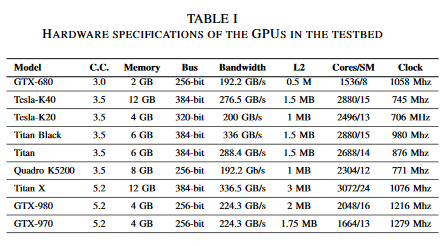 TABLE I
HARDWARE SPECIFICATIONS OF THE GPUS IN THE TESTBED
Model C.C. Memory Bus Bandwidth L2 Cores/SM Clock
GTX-680 3.0 2 GB 256-bit 192.2 GB/s 0.5 M 1536/8 1058 Mhz
Tesla-K40 3.5 12 GB 384-bit 276.5 GB/s 1.5 MB 2880/15 745 Mhz
Tesla-K20 3.5 4 GB 320-bit 200 GB/s 1 MB 2496/13 706 MHz
Titan Black 3.5 6 GB 384-bit 336 GB/s 1.5 MB 2880/15 980 Mhz
Titan 3.5 6 GB 384-bit 288.4 GB/s 1.5 MB 2688/14 876 Mhz
Quadro K5200 3.5 8 GB 256-bit 192.2 Gb/s 1 MB 2304/12 771 Mhz
Titan X 5.2 12 GB 384-bit 336.5 GB/s 3 MB 3072/24 1076 Mhz
GTX-980 5.2 4 GB 256-bit 224.3 GB/s 2 MB 2048/16 1216 Mhz
GTX-970 5.2 4 GB 256-bit 224.3 GB/s 1.75 MB 1664/13 1279 Mhz